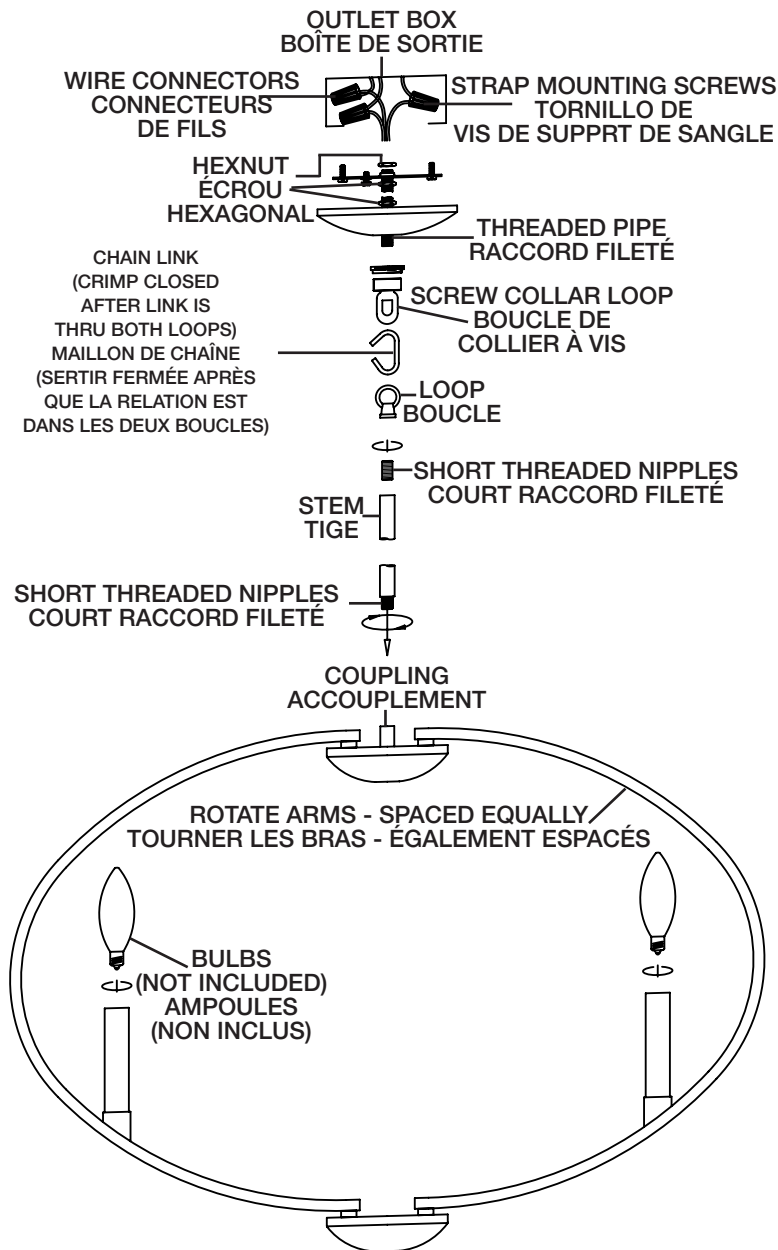 OUTLET BOX
BOÎTE DE SORTIE
WIRE CONNECTORS
CONNECTEURS
DE FILS
STRAP MOUNTING SCREWS
TORNILLO DE
VIS DE SUPPRT DE SANGLE
HEXNUT
ÉCROU
HEXAGONAL
THREADED PIPE
RACCORD FILETÉ
CHAIN LINK
(CRIMP CLOSED
AFTER LINK IS
THRU BOTH LOOPS)
MAILLON DE CHAÎNE
(SERTIR FERMÉE APRÈS
QUE LA RELATION EST
DANS LES DEUX BOUCLES)
SCREW COLLAR LOOP
BOUCLE DE
COLLIER À VIS
LOOP
BOUCLE
SHORT THREADED NIPPLES
COURT RACCORD FILETÉ
STEM
TIGE
SHORT THREADED NIPPLES
COURT RACCORD FILETÉ
COUPLING
ACCOUPLEMENT
ROTATE ARMS - SPACED EQUALLY
TOURNER LES BRAS - ÉGALEMENT ESPACÉS
BULBS
(NOT INCLUDED)
AMPOULES
(NON INCLUS)